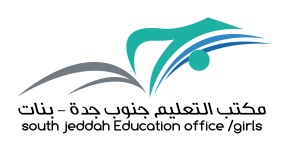 مكتب التعليم جنوب جدة - بنات
south jeddah Education office /girls